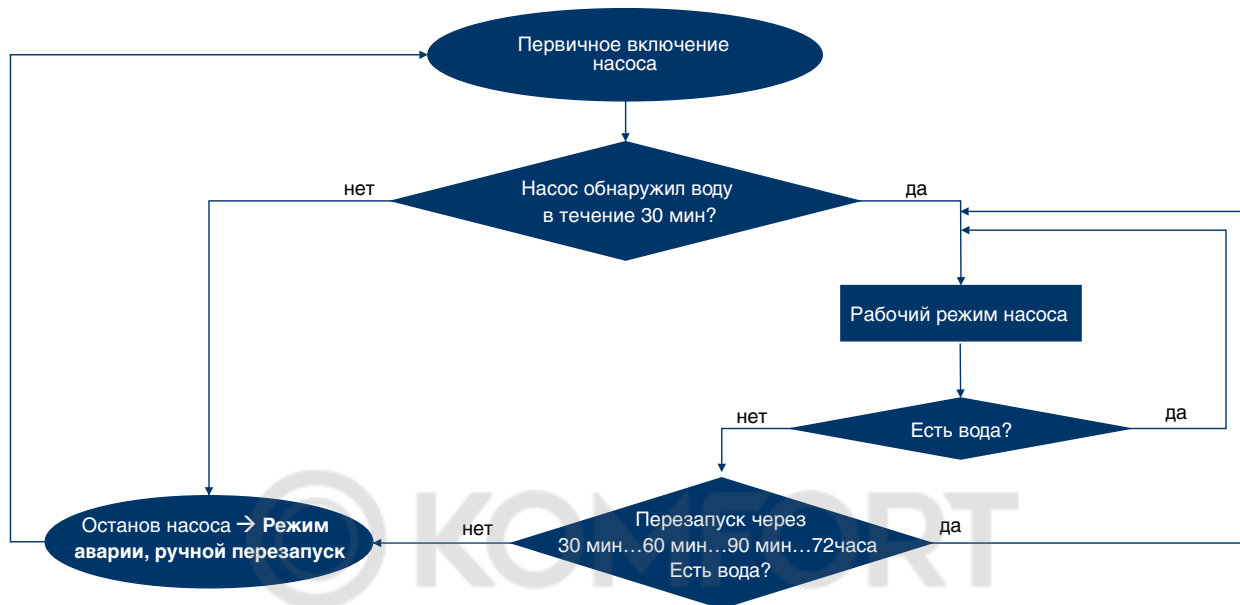 Первичное включение
насоса
Насос обнаружил воду
в течение 30 мин?
нет
да
Рабочий режим насоса
Есть вода?
нет
да
Перезапуск через
30 мин...60 мин...90 мин...72часа
Есть вода?
нет
да
Останов насоса → Режим
аварии, ручной перезапуск
KOMFORT